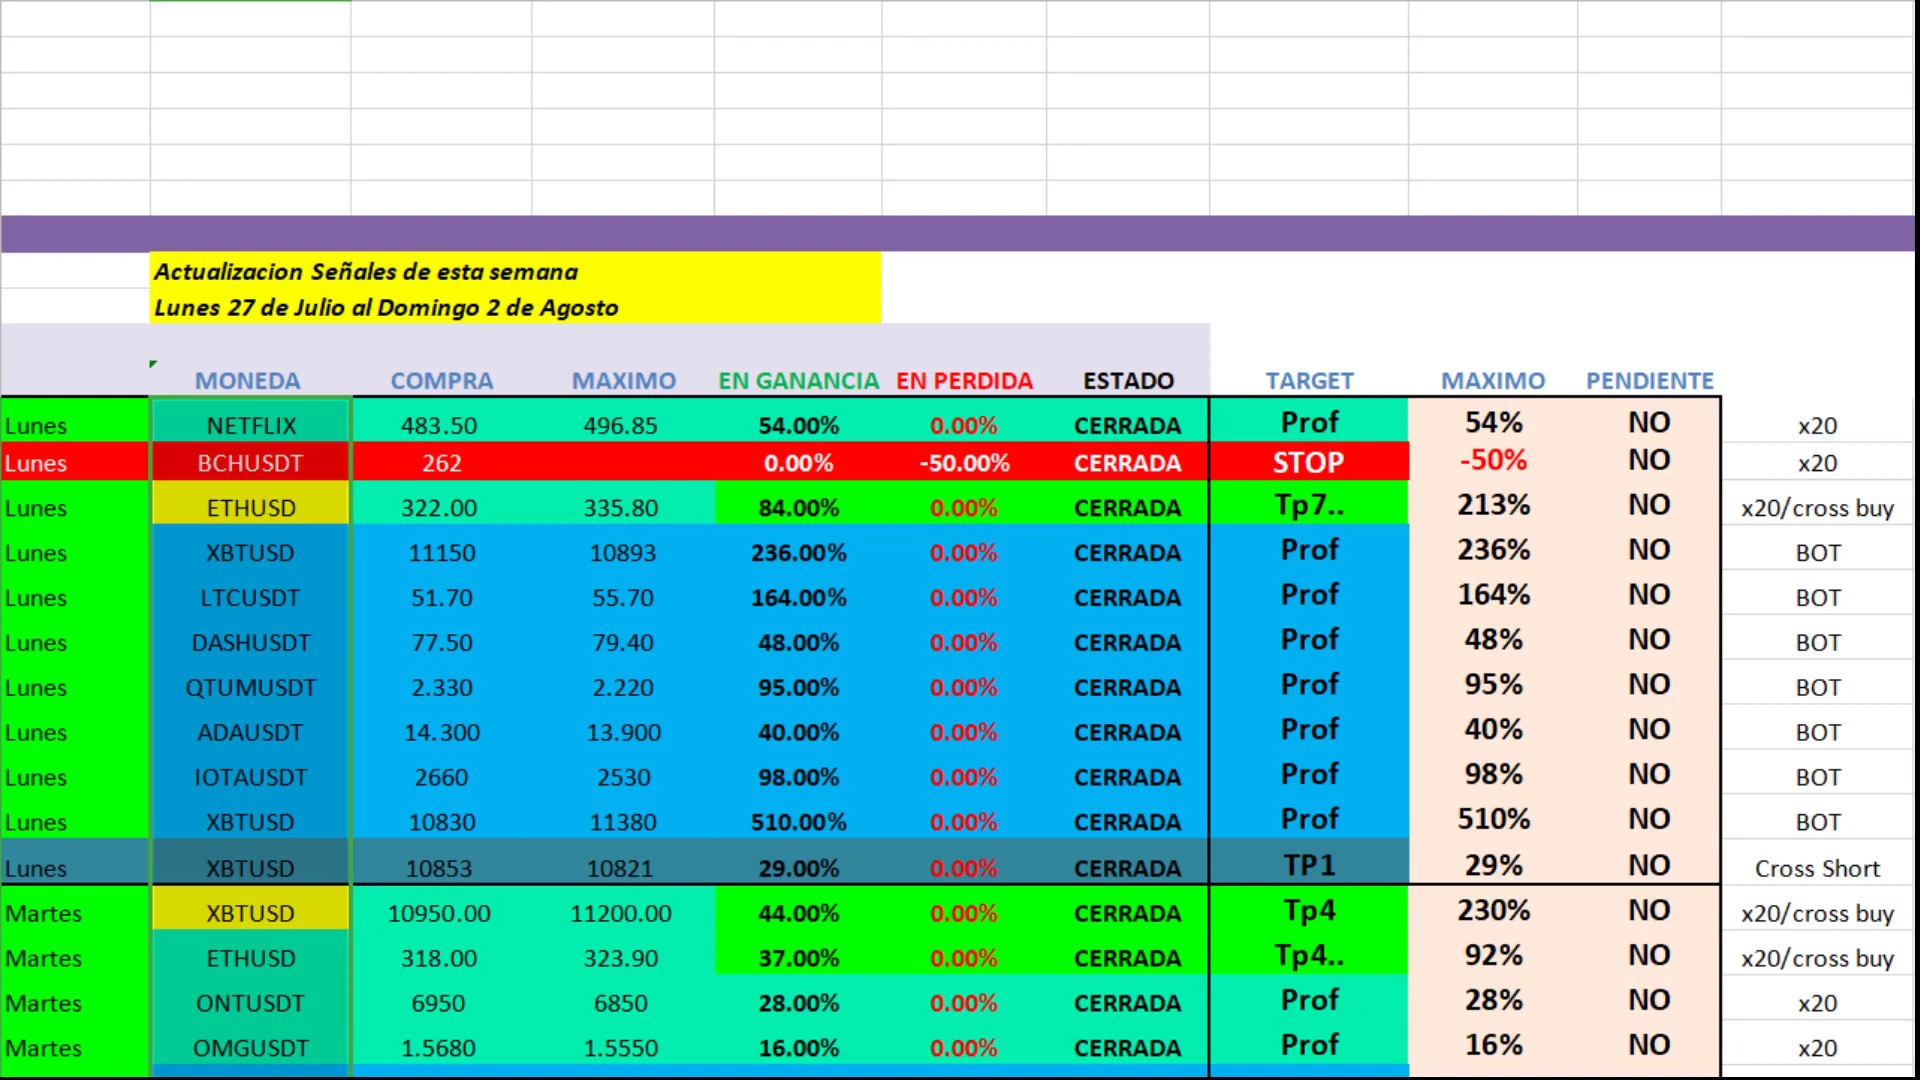 Actualizacion Señales de esta semana
Lunes 27 de Julio al Domingo 2 de Agosto
MONEDA COMPRA MAXIMO EN GANANCIA EN PERDIDA ESTADO TARGET MAXIMO PENDIENTE
Lunes NETFLIX 483.50 496.85 54.00% 0.00% CERRADA Prof 54% NO x20
Lunes BCHUSDT 262 0.00% -50.00% CERRADA STOP -50% NO x20
Lunes ETHUSD 322.00 335.80 84.00% 0.00% CERRADA Tp7.. 213% NO x20/cross buy
Lunes XBTUSD 11150 10893 236.00% 0.00% CERRADA Prof 236% NO BOT
Lunes LTCUSDT 51.70 55.70 164.00% 0.00% CERRADA Prof 164% NO BOT
Lunes DASHUSDT 77.50 79.40 48.00% 0.00% CERRADA Prof 48% NO BOT
Lunes QTUMUSDT 2.330 2.220 95.00% 0.00% CERRADA Prof 95% NO BOT
Lunes ADAUSDT 14.300 13.900 40.00% 0.00% CERRADA Prof 40% NO BOT
Lunes IOTAUSDT 2660 2530 98.00% 0.00% CERRADA Prof 98% NO BOT
Lunes XBTUSD 10830 11380 510.00% 0.00% CERRADA Prof 510% NO BOT
Lunes XBTUSD 10853 10821 29.00% 0.00% CERRADA TP1 29% NO Cross Short
Martes XBTUSD 10950.00 11200.00 44.00% 0.00% CERRADA Tp4 230% NO x20/cross buy
Martes ETHUSD 318.00 323.90 37.00% 0.00% CERRADA Tp4.. 92% NO x20/cross buy
Martes ONTUSDT 6950 6850 28.00% 0.00% CERRADA Prof 28% NO x20
Martes OMGUSDT 1.5680 1.5550 16.00% 0.00% CERRADA Prof 16% NO x20